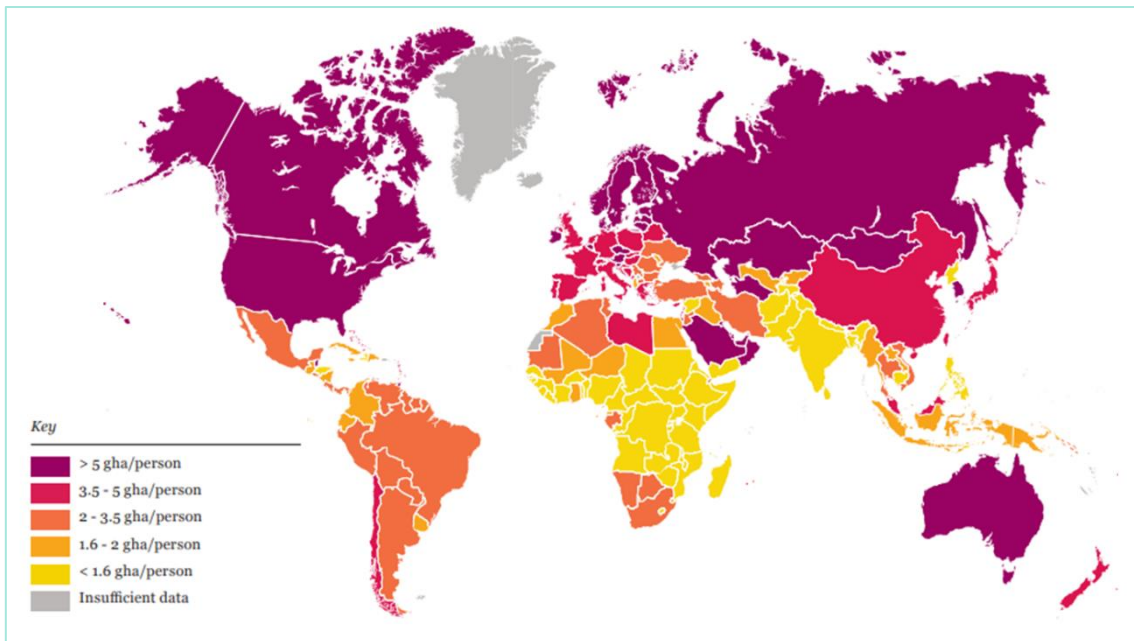 Key
> 5 gha/person
3.5 - 5 gha/person
2 - 3.5 gha/person
1.6 - 2 gha/person
< 1.6 gha/person
Insufficient data